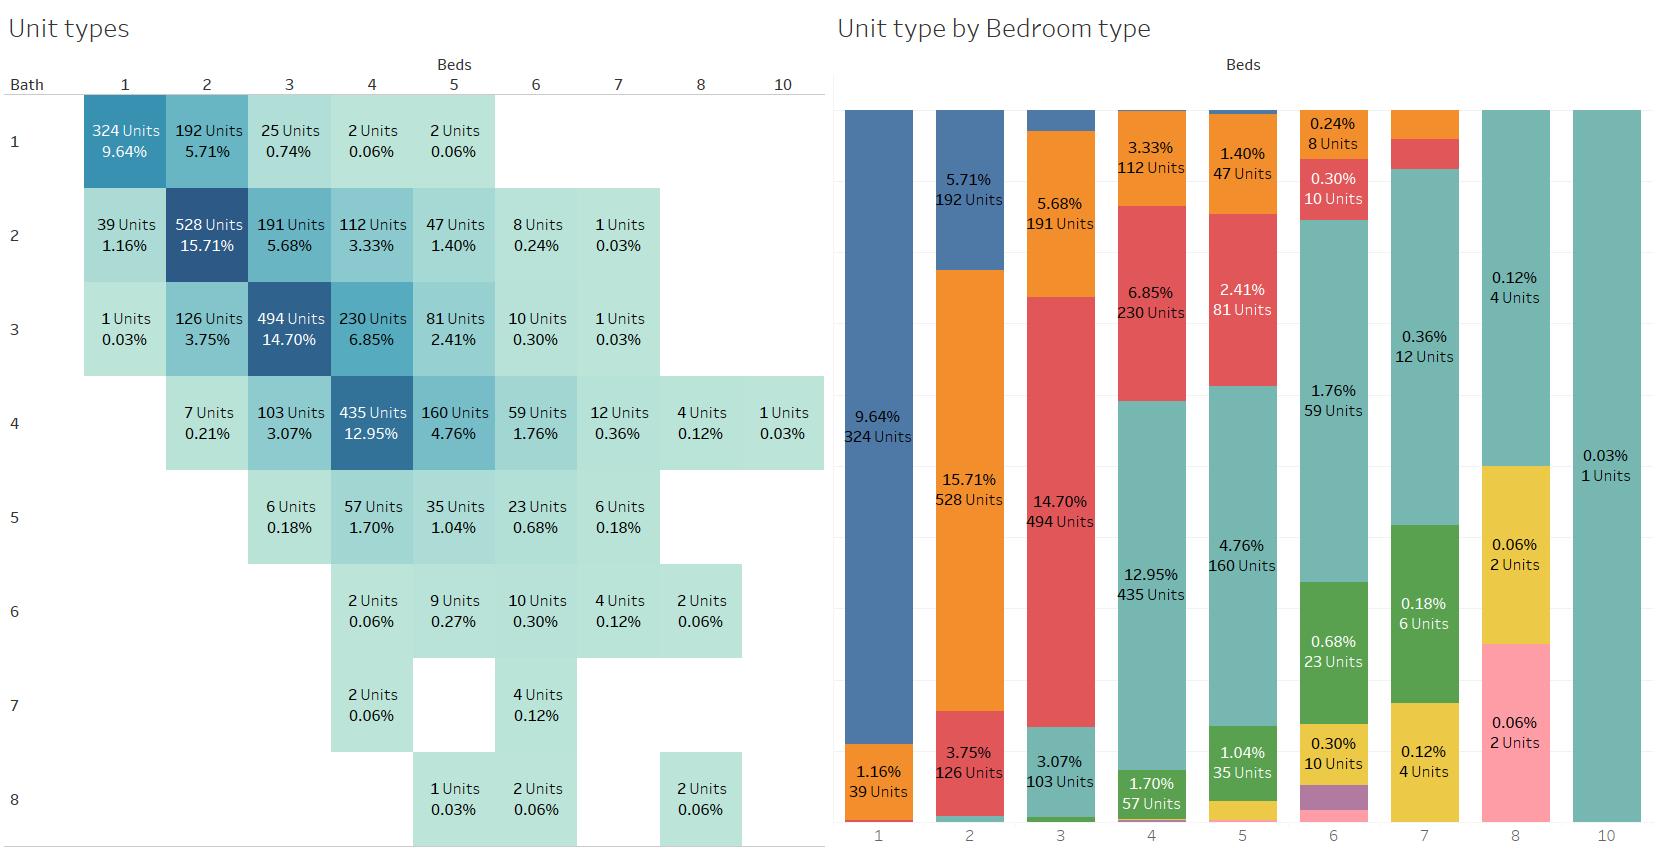 Unit types
Beds
Bath 1 2 3 4 5 6 7 8 10
1
324 Units 192 Units 25 Units 2 Units 2 Units
9.64% 5.71% 0.74% 0.06% 0.06%
2
39 Units 528 Units 191 Units 112 Units 47 Units 8 Units 1 Units
1.16% 15.71% 5.68% 3.33% 1.40% 0.24% 0.03%
3
1 Units 126 Units 494 Units 230 Units 81 Units 10 Units 1 Units
0.03% 3.75% 14.70% 6.85% 2.41% 0.30% 0.03%
4
7 Units 103 Units 435 Units 160 Units 59 Units 12 Units 4 Units 1 Units
0.21% 3.07% 12.95% 4.76% 1.76% 0.36% 0.12% 0.03%
5
6 Units 57 Units 35 Units 23 Units 6 Units
0.18% 1.70% 1.04% 0.68% 0.18%
6
2 Units 9 Units 10 Units 4 Units 2 Units
0.06% 0.27% 0.30% 0.12% 0.06%
7
2 Units 4 Units
0.06% 0.12%
8
1 Units 2 Units 2 Units
0.03% 0.06% 0.06%
Unit type by Bedroom type
Beds
9.64%
324 Units
1.16%
39 Units
5.71%
192 Units
15.71%
528 Units
3.75%
126 Units
5.68%
191 Units
14.70%
494 Units
3.07%
103 Units
3.33%
112 Units
6.85%
230 Units
12.95%
435 Units
1.70%
57 Units
1.40%
47 Units
2.41%
81 Units
4.76%
160 Units
1.04%
35 Units
0.24%
8 Units
0.30%
10 Units
1.76%
59 Units
0.68%
23 Units
0.30%
10 Units
0.36%
12 Units
0.18%
6 Units
0.12%
4 Units
0.12%
4 Units
0.06%
2 Units
0.06%
2 Units
0.03%
1 Units
1 2 3 4 5 6 7 8 10